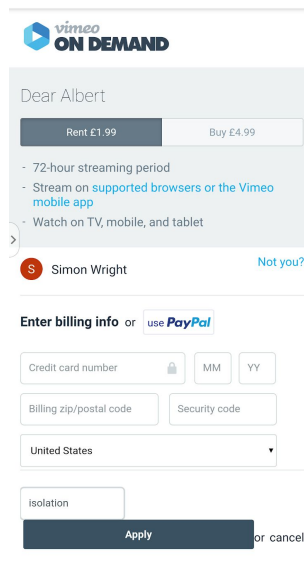 vimeo
ON DEMAND
Dear Albert
Rent £1.99 Buy £4.99
- 72-hour streaming period
- Stream on supported browsers or the Vimeo
mobile app
- Watch on TV, mobile, and tablet
S Simon Wright Not you?
Enter billing info or use PayPal
Credit card number MM YY
Billing zip/postal code Security code
United States
isolation
Apply or cancel